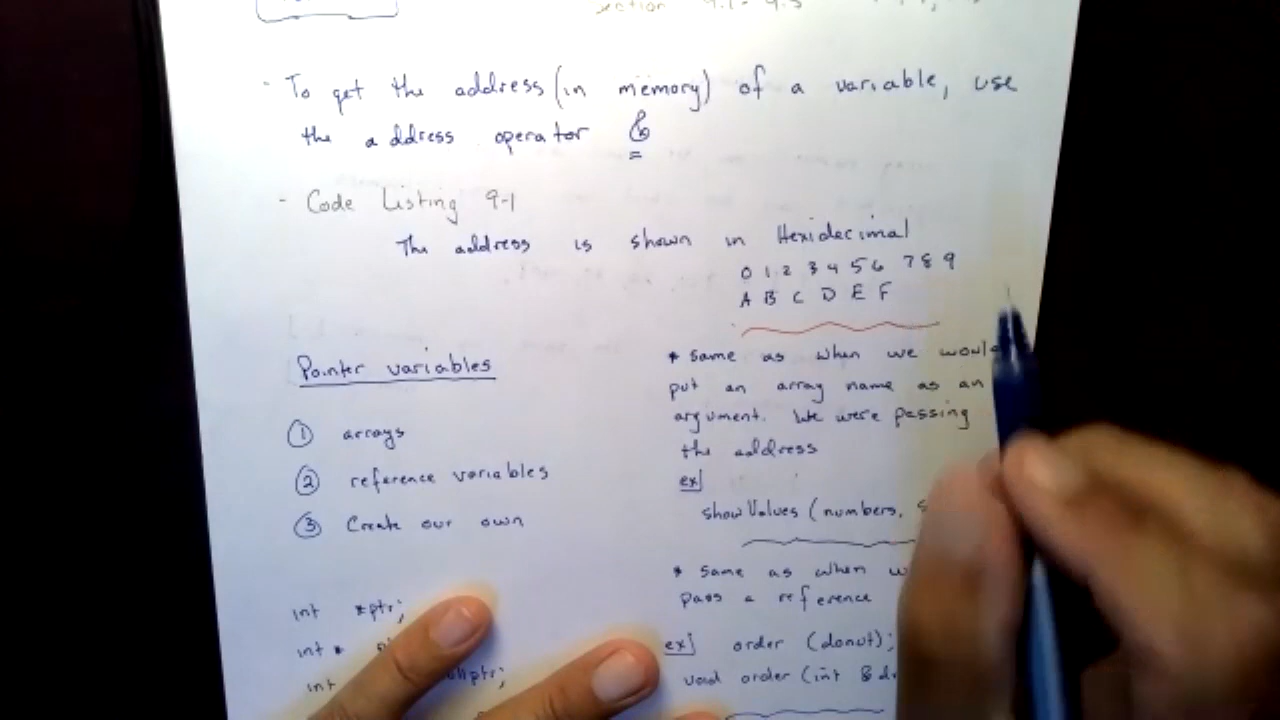 - To get the address (in memory) of a variable, use
the address operator &
- Code Listing 9-1
The address is shown in Hexidecimal
0 1 2 3 4 5 6 7 8 9
A B C D E F
Pointer variables
① arrays
② reference variables
③ Create our own
int *ptr;
int *
int
* Same as when we would
put an array name as an
argument. We were passing
the address
ex]
showValues (numbers,
* Same as when
pass a reference
ex] order (donut);
void order (int &